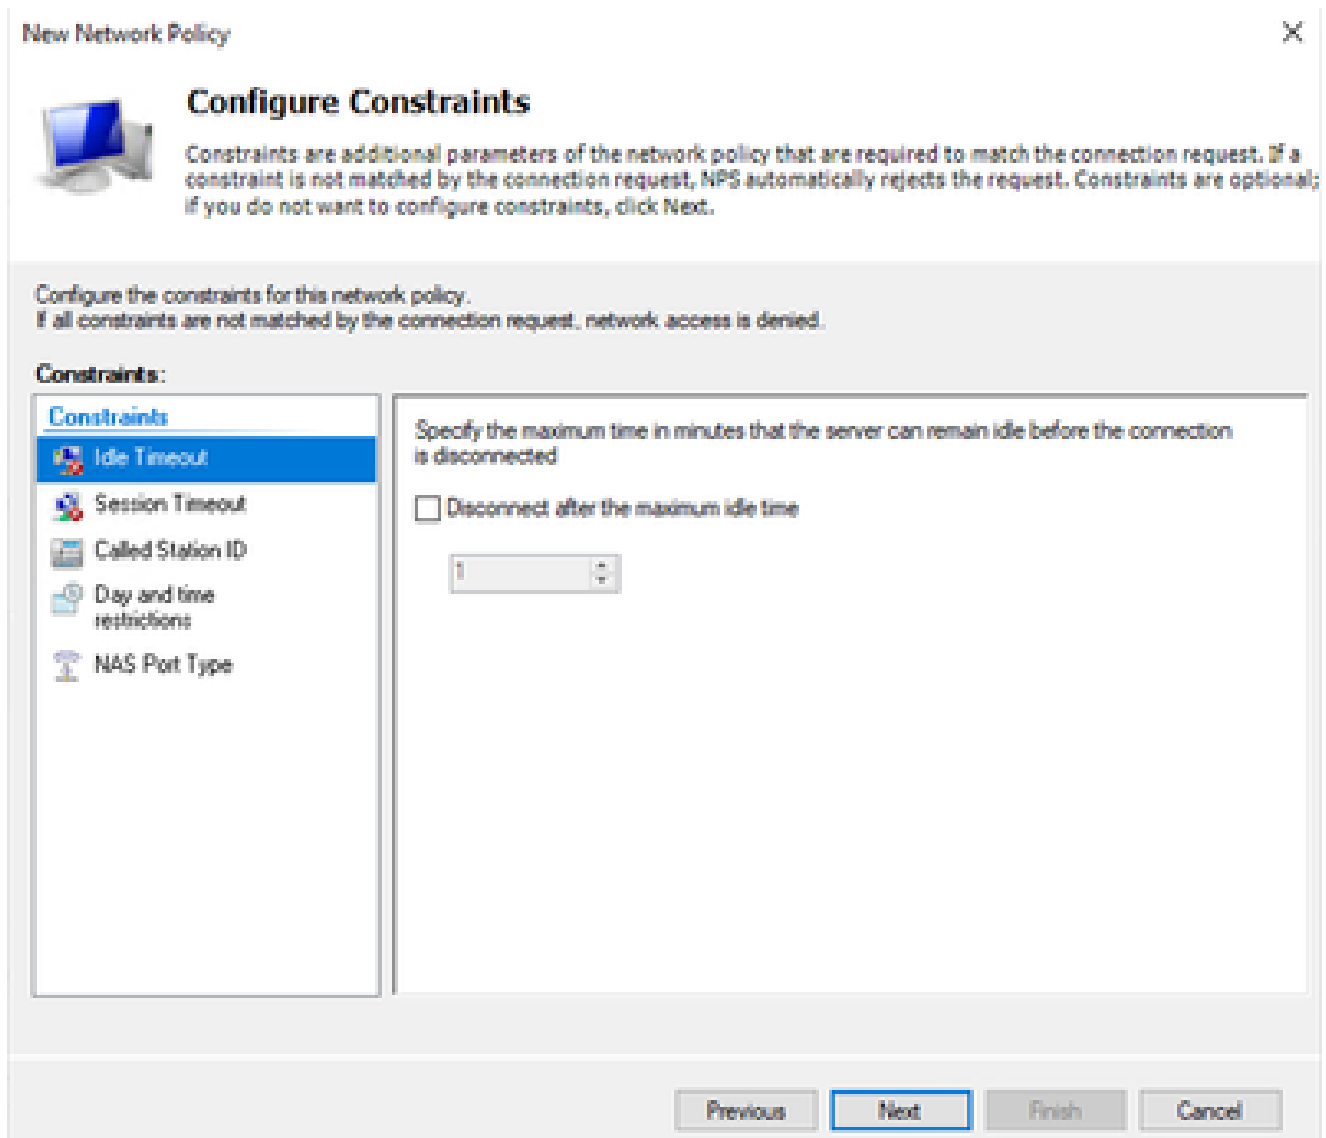 New Network Policy
Configure Constraints
Constraints are additional parameters of the network policy that are required to match the connection request. If a
constraint is not matched by the connection request, NPS automatically rejects the request. Constraints are optional;
if you do not want to configure constraints, click Next.
Configure the constraints for this network policy.
If all constraints are not matched by the connection request, network access is denied.
Constraints:
Constraints
Idle Timeout
Session Timeout
Called Station ID
Day and time
restrictions
NAS Port Type
Specify the maximum time in minutes that the server can remain idle before the connection
is disconnected
Disconnect after the maximum idle time
1
Previous
Next
Finish
Cancel